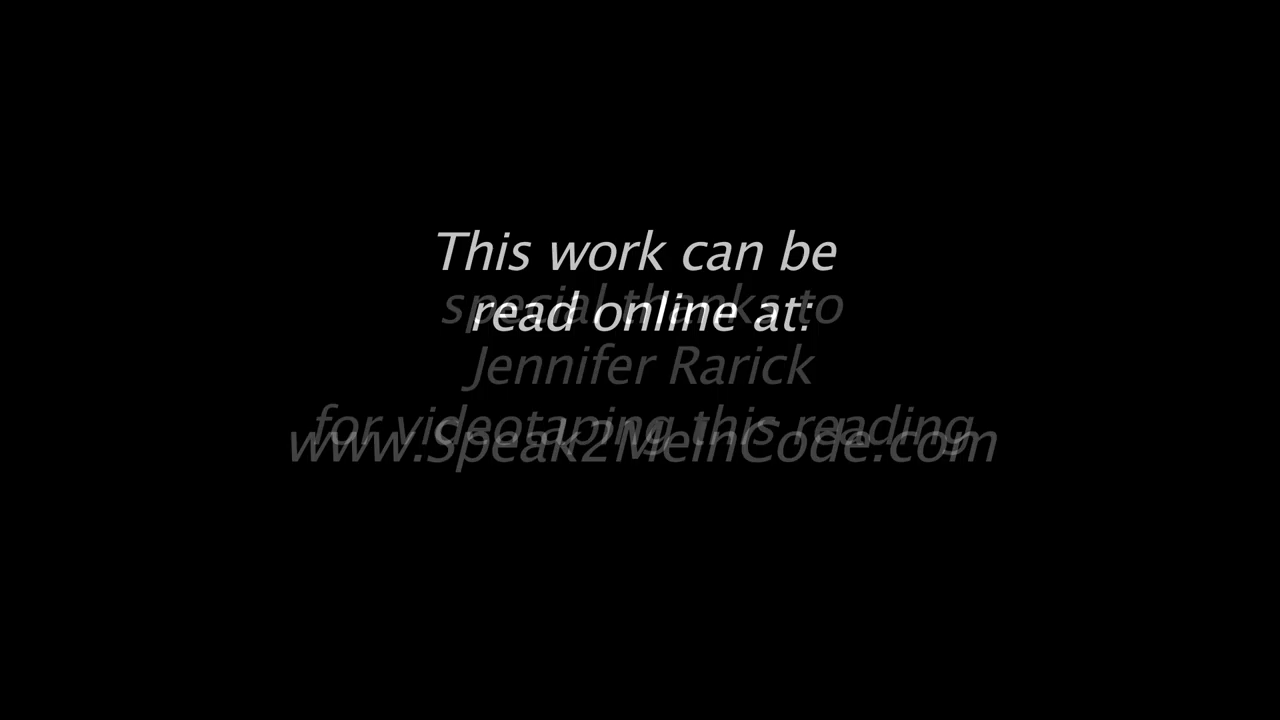 This work can be
read online at:
www.Speak2MeInCode.com
special thanks to
Jennifer Rarick
for videotaping this reading